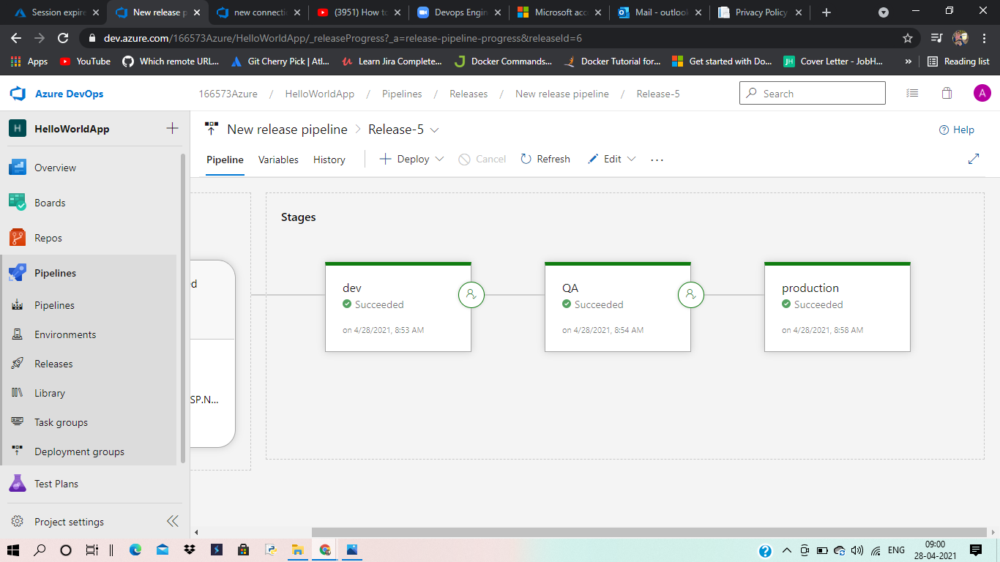 Session expire
New release p
new connecti
(3951) How to
Devops Engin
Microsoft acc
Mail - outlook
Privacy Policy
dev.azure.com/166573Azure/HelloWorldApp/_releaseProgress?_a=release-pipeline-progress&releaseId=6
Apps YouTube Which remote URL... Git Cherry Pick | Atl... Learn Jira Complete... Docker Commands... Docker Tutorial for... Get started with Do... Cover Letter - JobH... » Reading list
Azure DevOps 166573Azure / HelloWorldApp / Pipelines / Releases / New release pipeline / Release-5 Search A
H HelloWorldApp
Overview
Boards
Repos
Pipelines
Pipelines
Environments
Releases
Library
Task groups
Deployment groups
Test Plans
Project settings
New release pipeline > Release-5 Help
Pipeline Variables History Deploy Cancel Refresh Edit ...
ed
SP.N...
Stages
dev
Succeeded
on 4/28/2021, 8:53 AM
QA
Succeeded
on 4/28/2021, 8:54 AM
production
Succeeded
on 4/28/2021, 8:58 AM
ENG
09:00
28-04-2021